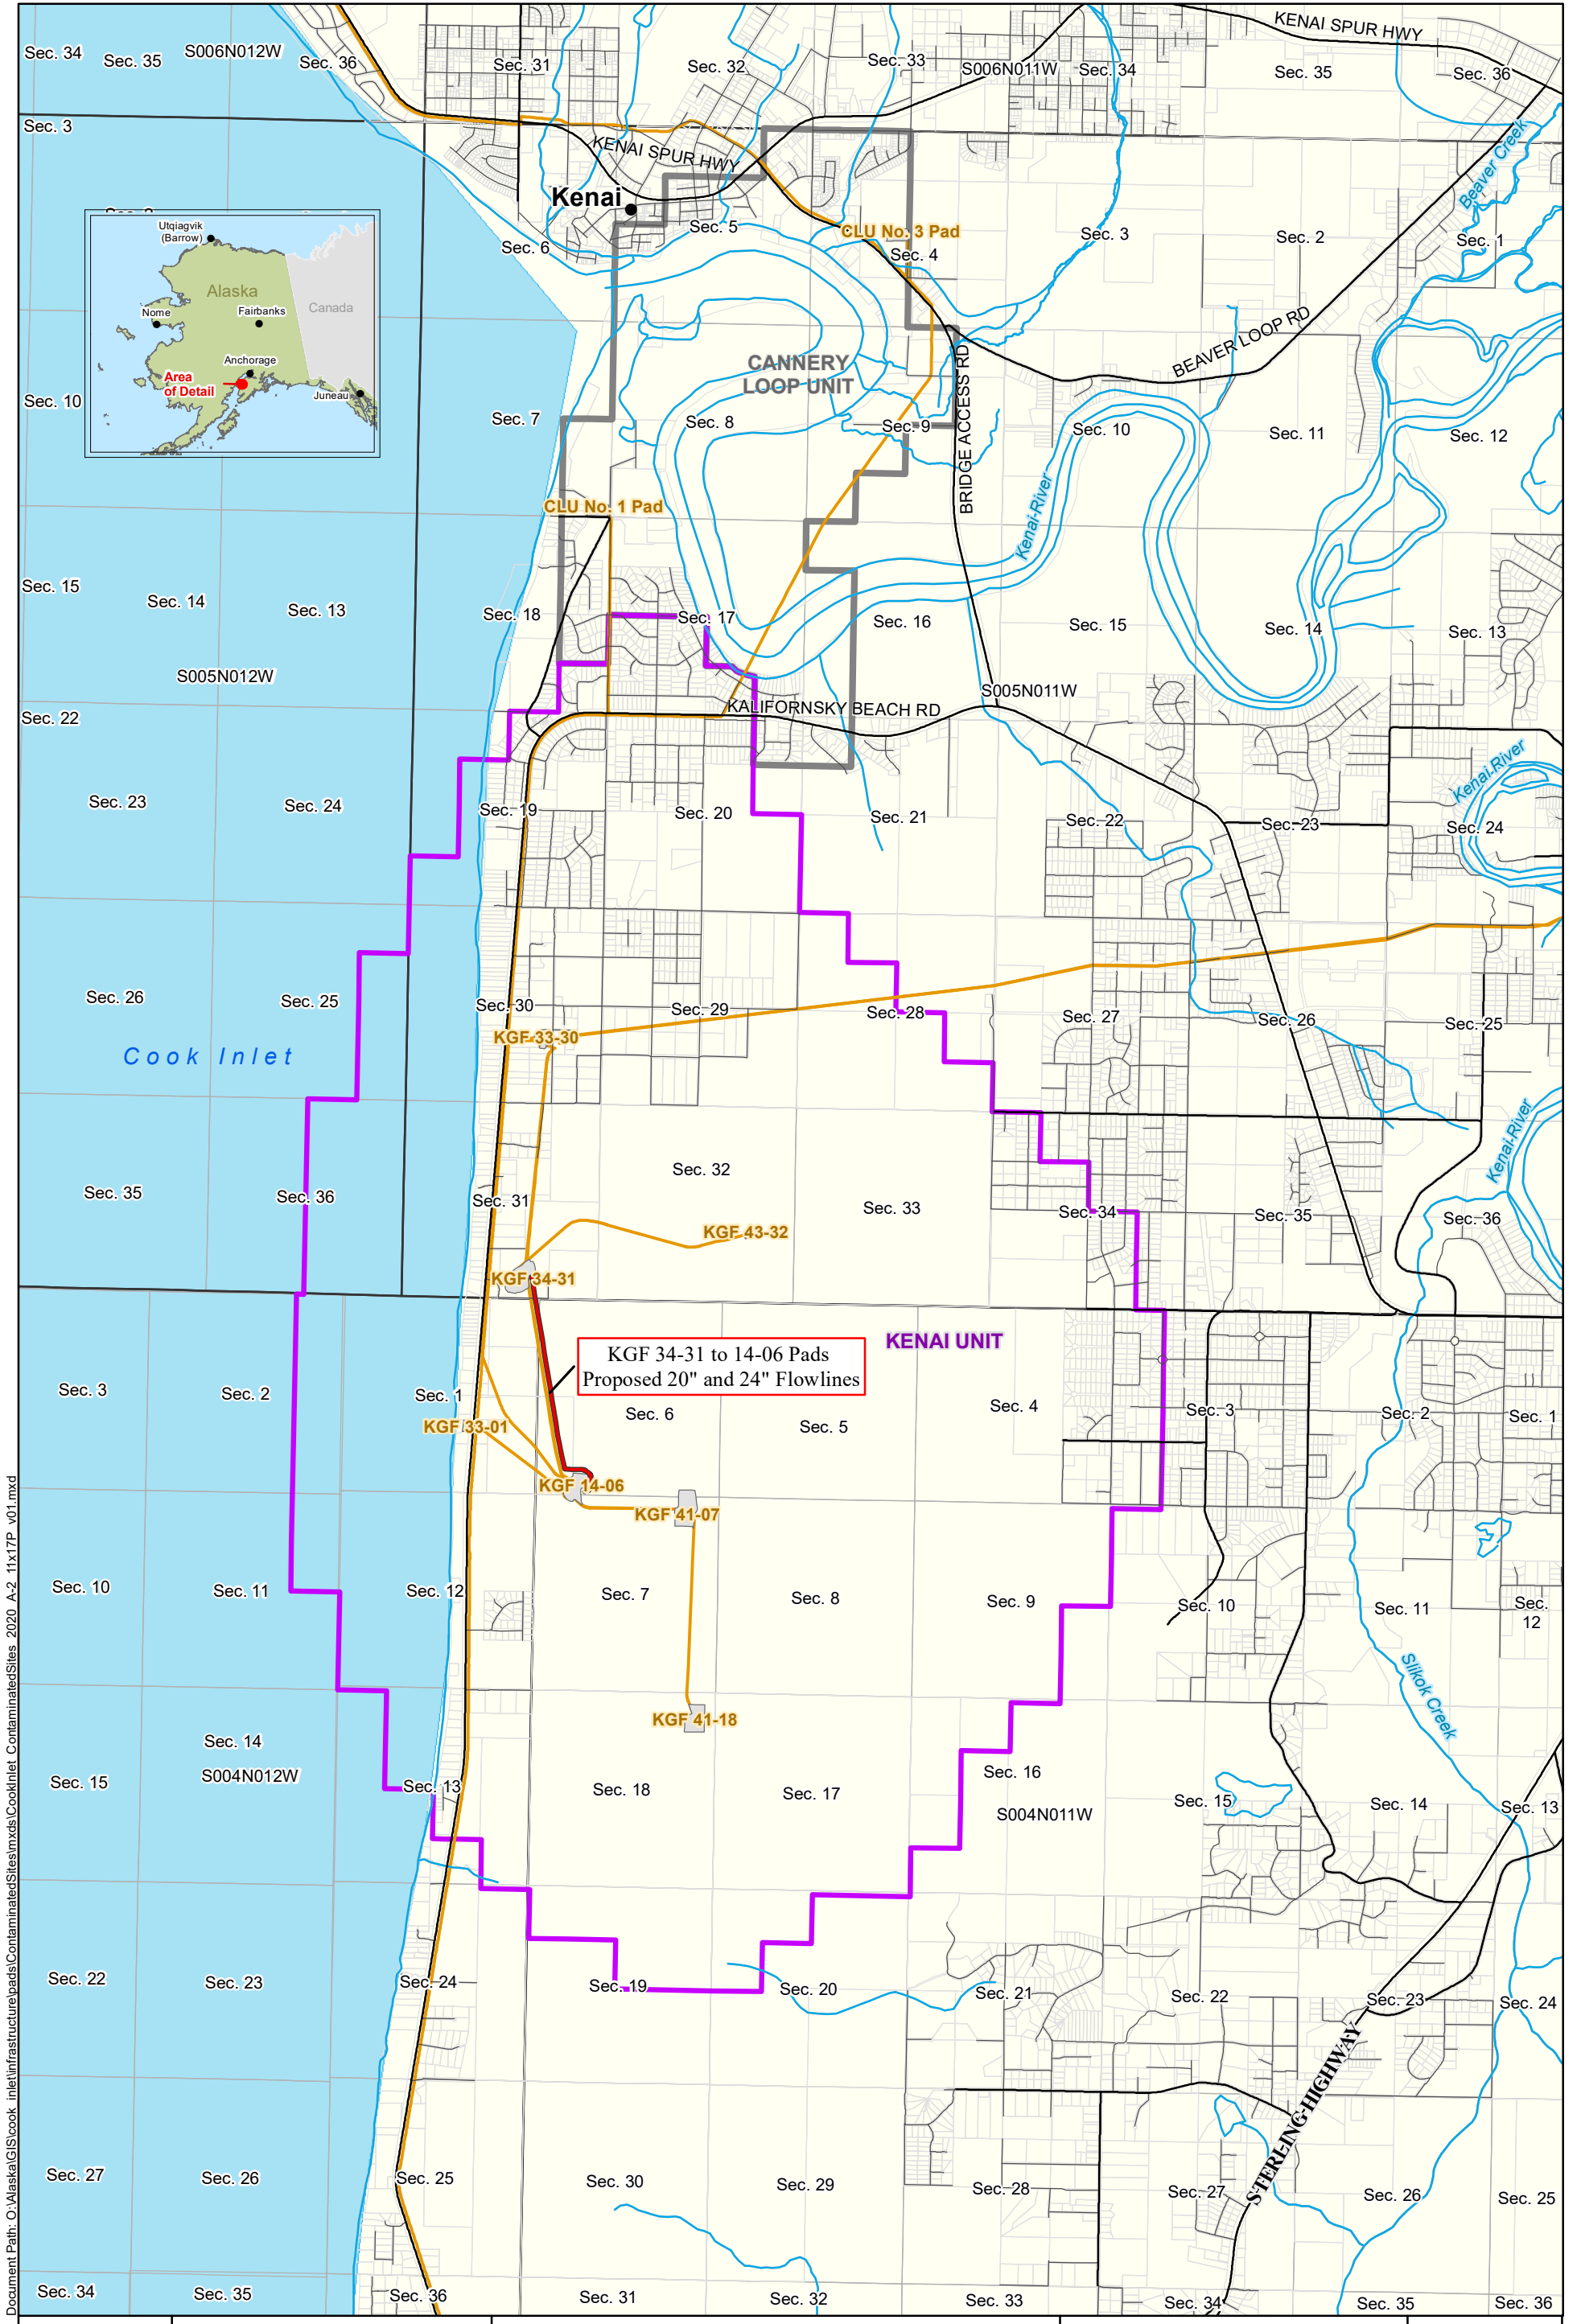 KENAI SPUR HWY
Sec. 34
Sec. 35
S006N012W
Sec. 36
Sec. 31
Sec. 32
Sec. 33
S006N011W
Sec. 34
Sec. 35
Sec. 36
Sec. 3
KENAI SPUR HWY
Beaver Creek
Kenai
Sec. 6
Sec. 5
CLU No. 3 Pad
Sec. 4
Sec. 3
Sec. 2
Sec. 1
Utqiagvik
(Barrow)
Alaska
Canada
Nome
Fairbanks
Anchorage
Area
of Detail
Juneau
BEAVER LOOP RD
CANNERY
LOOP UNIT
BRIDGE ACCESS RD
Sec. 10
Sec. 7
Sec. 8
Sec. 9
Sec. 10
Sec. 11
Sec. 12
CLU No. 1 Pad
Kenai River
Sec. 15
Sec. 14
Sec. 13
Sec. 18
Sec. 17
Sec. 16
Sec. 15
Sec. 14
Sec. 13
S005N012W
S005N011W
Sec. 22
KALIFORNSKY BEACH RD
Kenai River
Sec. 23
Sec. 24
Sec. 19
Sec. 20
Sec. 21
Sec. 22
Sec. 23
Sec. 24
Sec. 26
Sec. 25
Sec. 30
Sec. 29
Sec. 28
Sec. 27
Sec. 26
Sec. 25
KGF 33-30
Cook Inlet
Kenai River
Sec. 35
Sec. 36
Sec. 31
Sec. 32
Sec. 33
Sec. 34
Sec. 35
Sec. 36
KGF 43-32
KGF 34-31
KENAI UNIT
KGF 34-31 to 14-06 Pads
Proposed 20" and 24" Flowlines
Sec. 3
Sec. 2
Sec. 1
Sec. 6
Sec. 5
Sec. 4
Sec. 3
Sec. 2
Sec. 1
KGF 33-01
KGF 14-06
KGF 41-07
Sec. 10
Sec. 11
Sec. 12
Sec. 7
Sec. 8
Sec. 9
Sec. 10
Sec. 11
Sec.
12
Slikok Creek
KGF 41-18
Sec. 14
Sec. 15
S004N012W
Sec. 13
Sec. 18
Sec. 17
Sec. 16
S004N011W
Sec. 15
Sec. 14
Sec. 13
Sec. 22
Sec. 23
Sec. 24
Sec. 19
Sec. 20
Sec. 21
Sec. 22
Sec. 23
Sec. 24
STERLING HIGHWAY
Sec. 27
Sec. 26
Sec. 25
Sec. 30
Sec. 29
Sec. 28
Sec. 27
Sec. 26
Sec. 25
Sec. 34
Sec. 35
Sec. 36
Sec. 31
Sec. 32
Sec. 33
Sec. 34
Sec. 35
Sec. 36
Document Path: O:\Alaska\GIS\cook_inlet\infrastructure\pads\ContaminatedSites\mxds\CookInlet_ContaminatedSites_2020_A-2_11x17P_v01.mxd